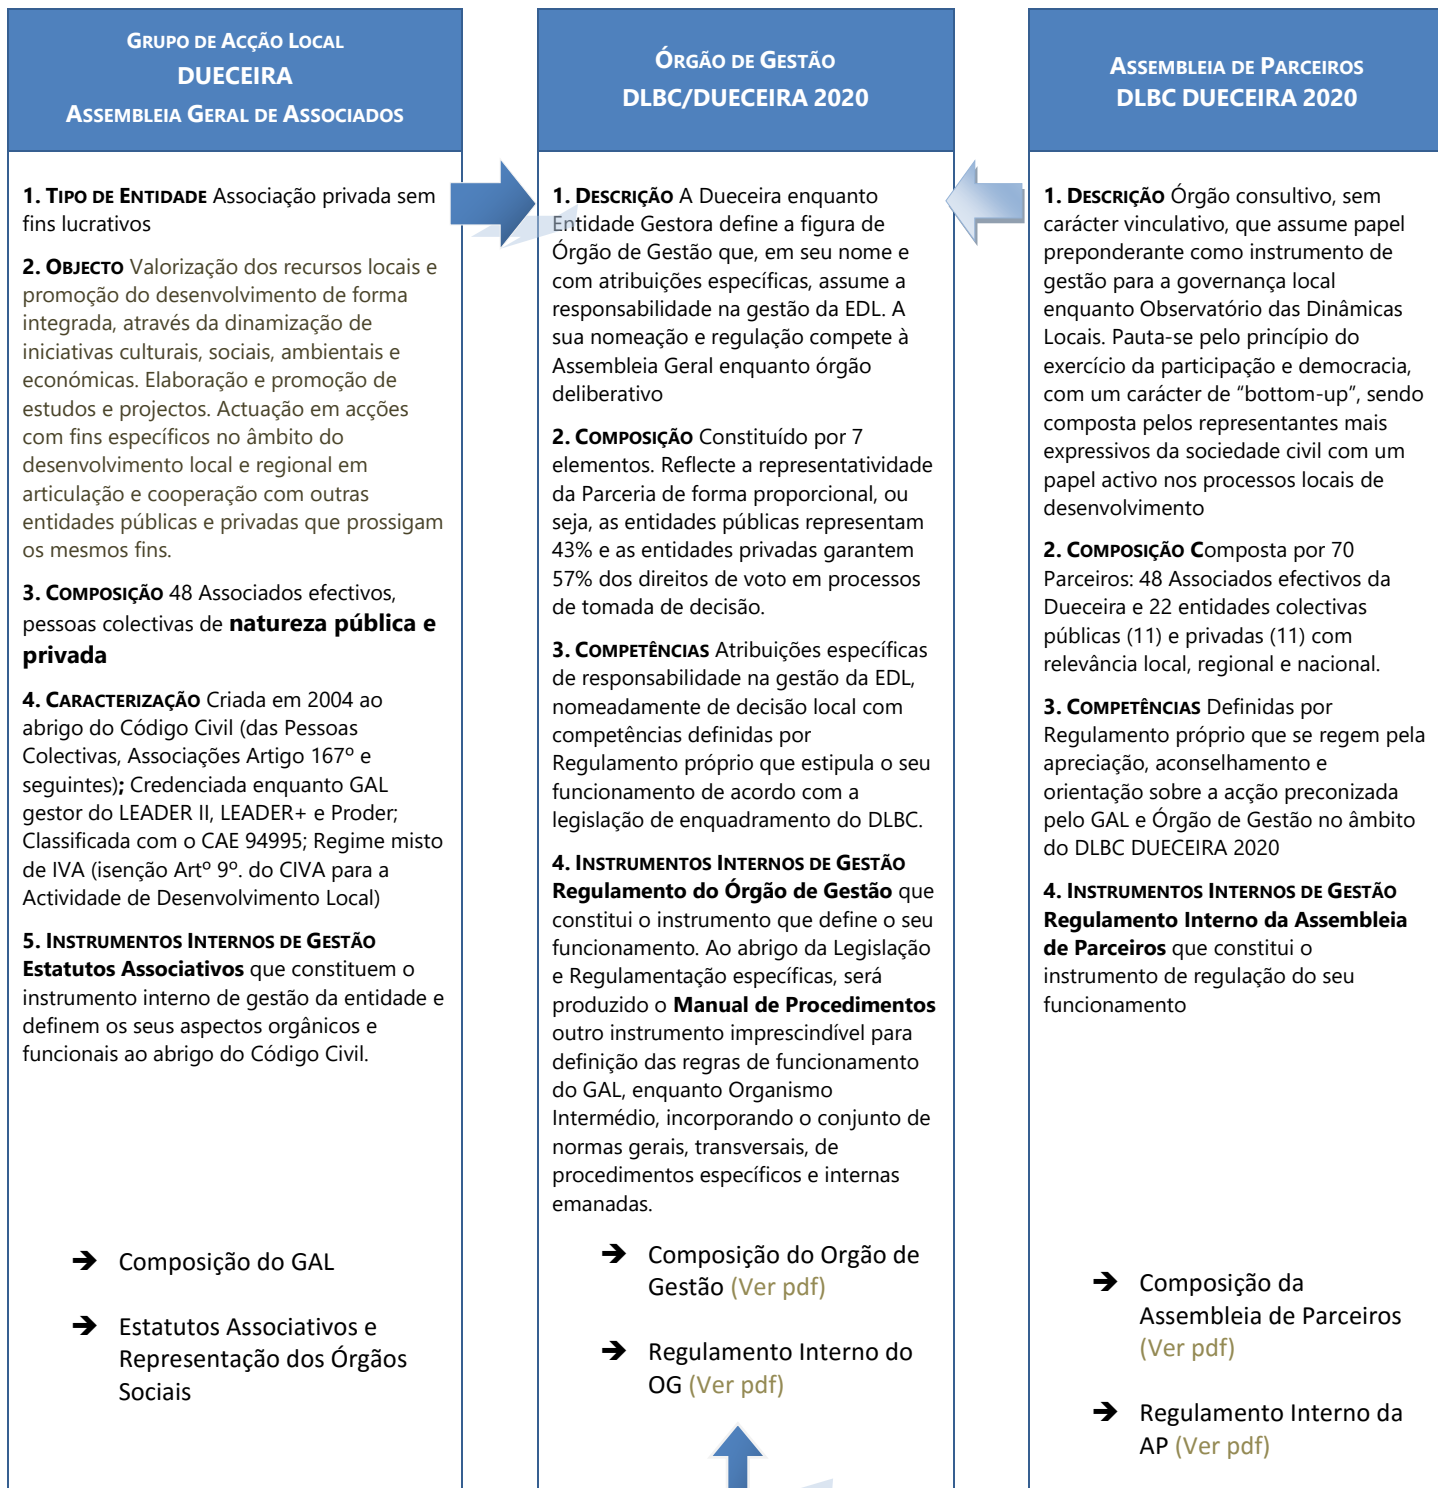 GRUPO DE ACÇÃO LOCAL
DUECEIRA
ASSEMBLEIA GERAL DE ASSOCIADOS
1. TIPO DE ENTIDADE Associação privada sem
fins lucrativos
2. OBJECTO Valorização dos recursos locais e
promoção do desenvolvimento de forma
integrada, através da dinamização de
iniciativas culturais, sociais, ambientais e
económicas. Elaboração e promoção de
estudos e projectos. Actuação em acções
com fins específicos no âmbito do
desenvolvimento local e regional em
articulação e cooperação com outras
entidades públicas e privadas que prossigam
os mesmos fins.
3. COMPOSIÇÃO 48 Associados efectivos,
pessoas colectivas de natureza pública e
privada
4. CARACTERIZAÇÃO Criada em 2004 ao
abrigo do Código Civil (das Pessoas
Colectivas, Associações Artigo 167º e
seguintes); Credenciada enquanto GAL
gestor do LEADER II, LEADER+ e Proder;
Classificada com o CAE 94995; Regime misto
de IVA (isenção Artº 9º. do CIVA para a
Actividade de Desenvolvimento Local)
5. INSTRUMENTOS INTERNOS DE GESTÃO
Estatutos Associativos que constituem o
instrumento interno de gestão da entidade e
definem os seus aspectos orgânicos e
funcionais ao abrigo do Código Civil.
➔ Composição do GAL
➔ Estatutos Associativos e
Representação dos Órgãos
Sociais
ÓRGÃO DE GESTÃO
DLBC/DUECEIRA 2020
1. DESCRIÇÃO A Dueceira enquanto
Entidade Gestora define a figura de
Órgão de Gestão que, em seu nome e
com atribuições específicas, assume a
responsabilidade na gestão da EDL. A
sua nomeação e regulação compete à
Assembleia Geral enquanto órgão
deliberativo
2. COMPOSIÇÃO Constituído por 7
elementos. Reflecte a representatividade
da Parceria de forma proporcional, ou
seja, as entidades públicas representam
43% e as entidades privadas garantem
57% dos direitos de voto em processos
de tomada de decisão.
3. COMPETÊNCIAS Atribuições específicas
de responsabilidade na gestão da EDL,
nomeadamente de decisão local com
competências definidas por
Regulamento próprio que estipula o seu
funcionamento de acordo com a
legislação de enquadramento do DLBC.
4. INSTRUMENTOS INTERNOS DE GESTÃO
Regulamento do Órgão de Gestão que
constitui o instrumento que define o seu
funcionamento. Ao abrigo da Legislação
e Regulamentação específicas, será
produzido o Manual de Procedimentos
outro instrumento imprescindível para
definição das regras de funcionamento
do GAL, enquanto Organismo
Intermédio, incorporando o conjunto de
normas gerais, transversais, de
procedimentos específicos e internas
emanadas.
➔ Composição do Orgão de
Gestão (Ver pdf)
➔ Regulamento Interno do
OG (Ver pdf)
ASSEMBLEIA DE PARCEIROS
DLBC DUECEIRA 2020
1. DESCRIÇÃO Órgão consultivo, sem
carácter vinculativo, que assume papel
preponderante como instrumento de
gestão para a governança local
enquanto Observatório das Dinâmicas
Locais. Pauta-se pelo princípio do
exercício da participação e democracia,
com um carácter de “bottom-up”, sendo
composta pelos representantes mais
expressivos da sociedade civil com um
papel activo nos processos locais de
desenvolvimento
2. COMPOSIÇÃO Composta por 70
Parceiros: 48 Associados efectivos da
Dueceira e 22 entidades colectivas
públicas (11) e privadas (11) com
relevância local, regional e nacional.
3. COMPETÊNCIAS Definidas por
Regulamento próprio que se regem pela
apreciação, aconselhamento e
orientação sobre a acção preconizada
pelo GAL e Órgão de Gestão no âmbito
do DLBC DUECEIRA 2020
4. INSTRUMENTOS INTERNOS DE GESTÃO
Regulamento Interno da Assembleia
de Parceiros que constitui o
instrumento de regulação do seu
funcionamento
➔ Composição da
Assembleia de Parceiros
(Ver pdf)
➔ Regulamento Interno da
AP (Ver pdf)